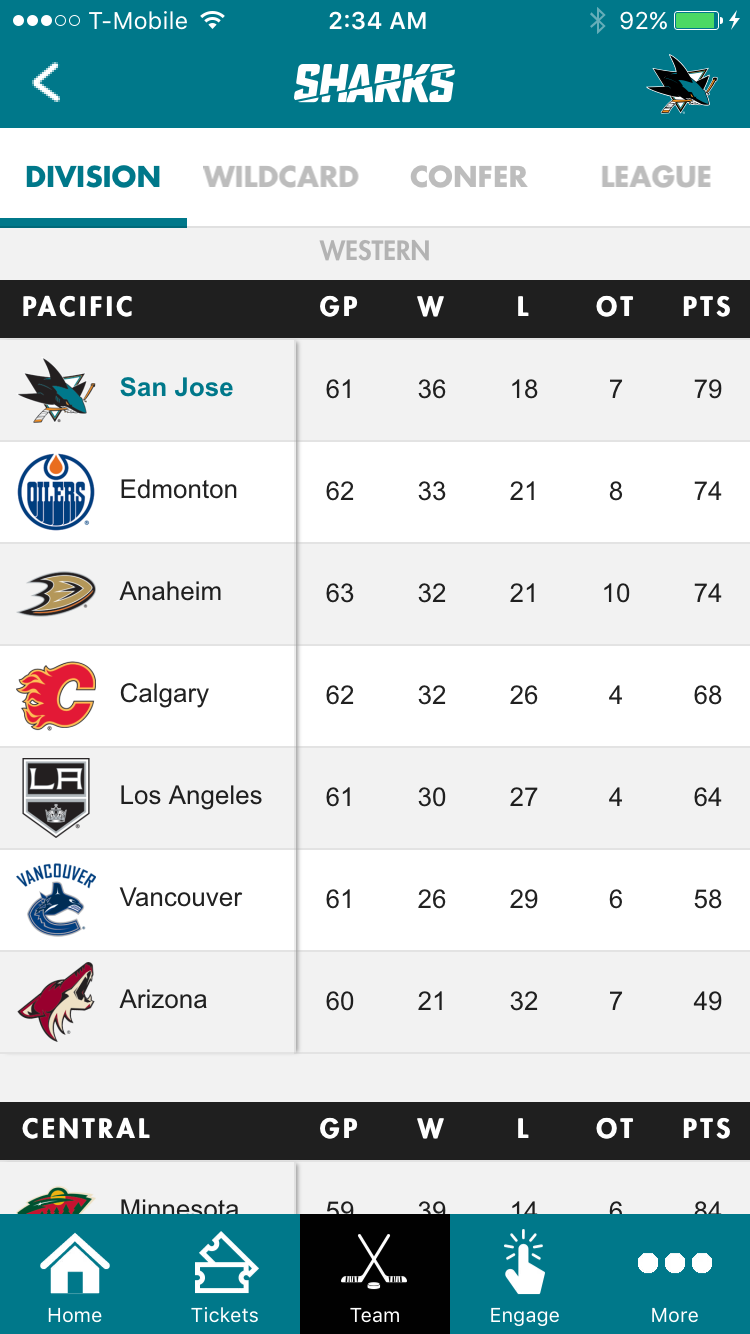 T-Mobile 2:34 AM 92%
SHARKS
DIVISION WILDCARD CONFER LEAGUE
WESTERN
PACIFIC GP W L OT PTS
San Jose 61 36 18 7 79
OILERS Edmonton 62 33 21 8 74
Anaheim 63 32 21 10 74
C Calgary 62 32 26 4 68
LA Los Angeles 61 30 27 4 64
VANCOUVER Vancouver 61 26 29 6 58
Arizona 60 21 32 7 49
CENTRAL GP W L OT PTS
Minnesota 59 39 14 6 84
Home Tickets Team Engage More